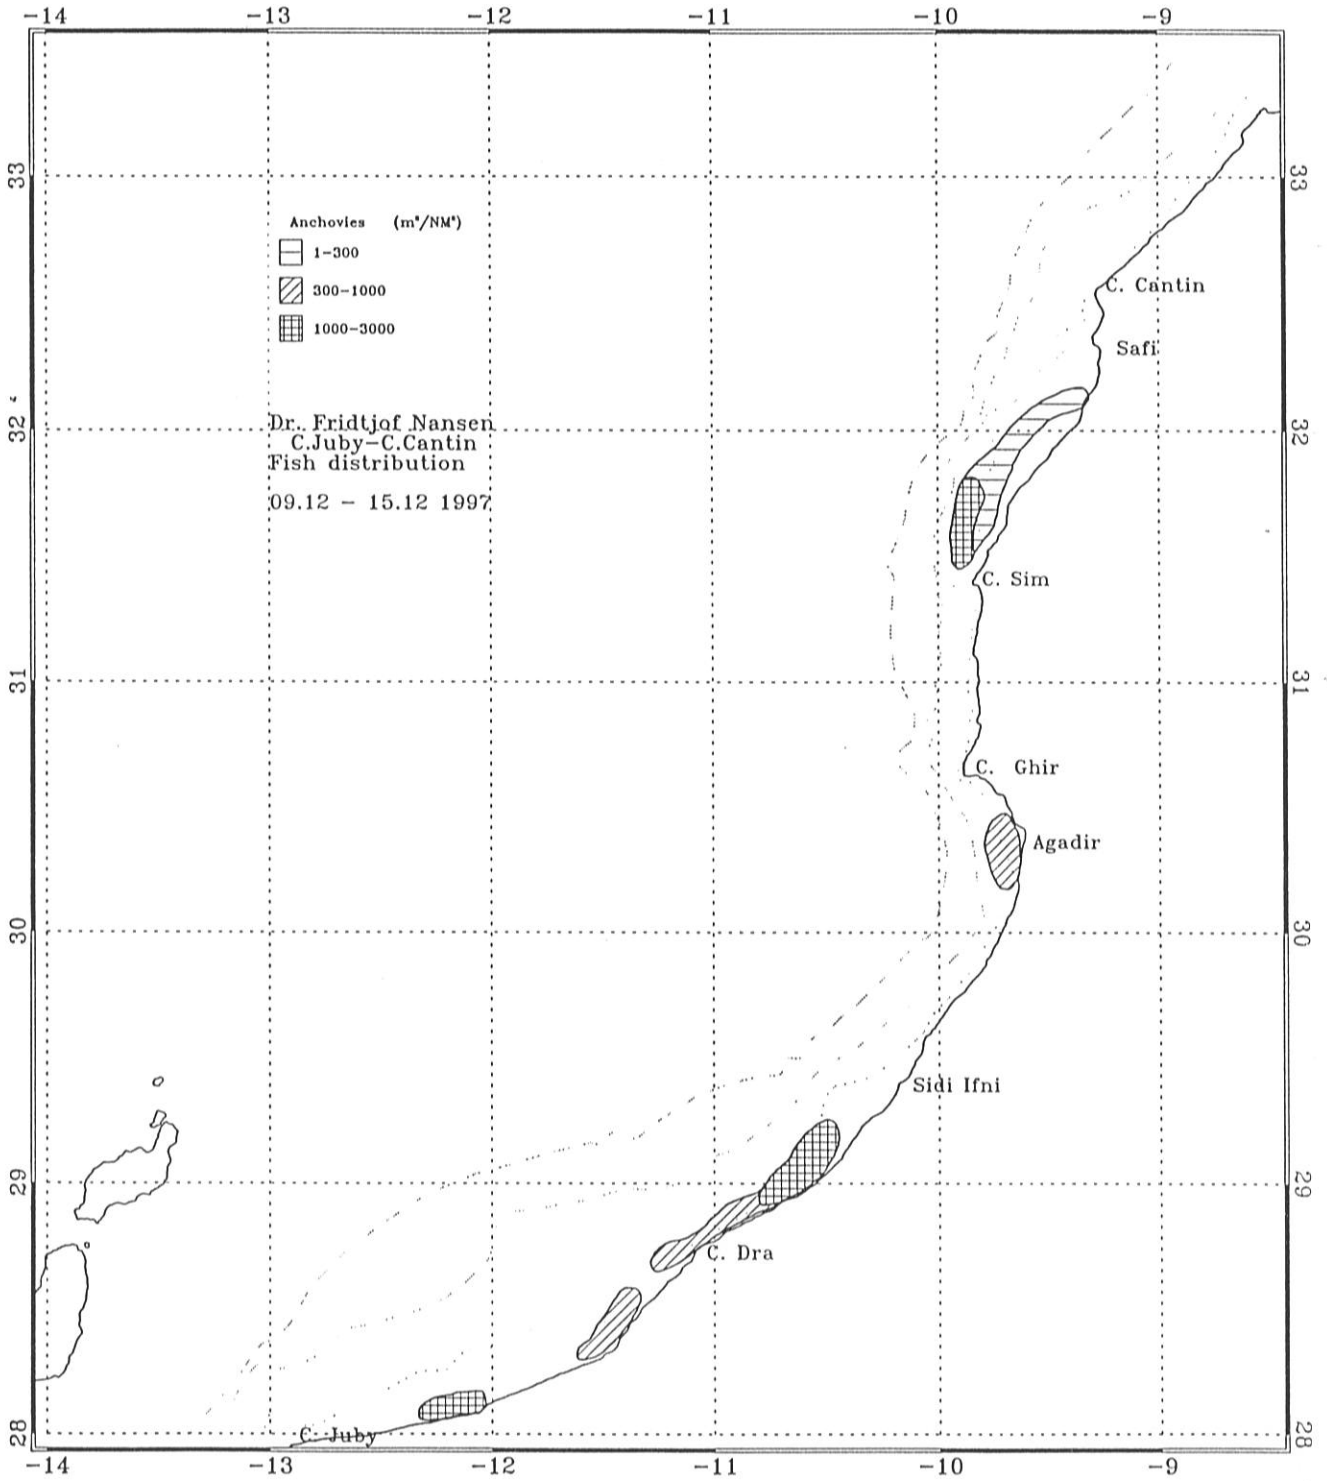 -14 -13 -12 -11 -10 -9
33 33
Anchovies (m²/NM²)
1-300
300-1000
1000-3000
C. Cantin
Safi
32 32
Dr. Fridtjof Nansen
C.Juby-C.Cantin
Fish distribution
09.12 - 15.12 1997
C. Sim
31 31
C. Ghir
Agadir
30 30
Sidi Ifni
29 29
C. Dra
28 28
C. Juby
-14 -13 -12 -11 -10 -9